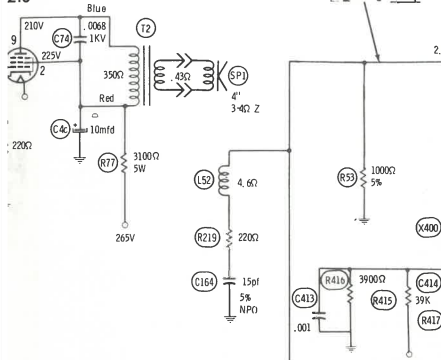 Blue
210V
9
C74
.0068
1KV
T2
225V
2
350Ω
.43Ω
SP1
4"
3-4Ω Z
Red
C4c
+
10mfd
220Ω
R77
3100Ω
5W
265V
L52
4.6Ω
R219
220Ω
C164
15pf
5%
NPO
2.
R53
1000Ω
5%
X400
C413
.001
R416
3900Ω
R415
39K
C414
R417